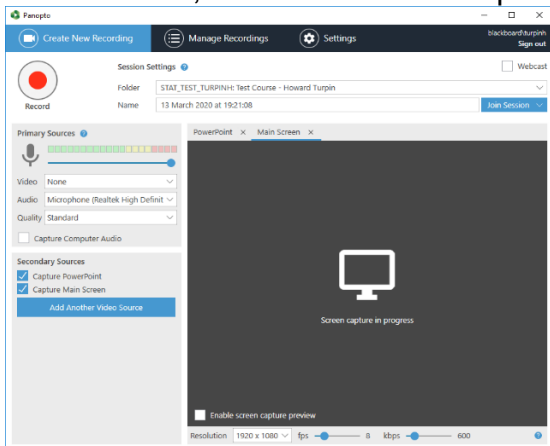 Panopto
Create New Recording
Manage Recordings
Settings
blackboard\turpinh
Sign out
Session Settings
Webcast
Folder STAT_TEST_TURPINH: Test Course - Howard Turpin
Record Name 13 March 2020 at 19:21:08 Join Session
Primary Sources
PowerPoint X Main Screen X
Video None
Audio Microphone (Realtek High Definit
Quality Standard
Capture Computer Audio
Secondary Sources
Capture PowerPoint
Capture Main Screen
Add Another Video Source
Screen capture in progress
Enable screen capture preview
Resolution 1920 x 1080 fps 8 kbps 600